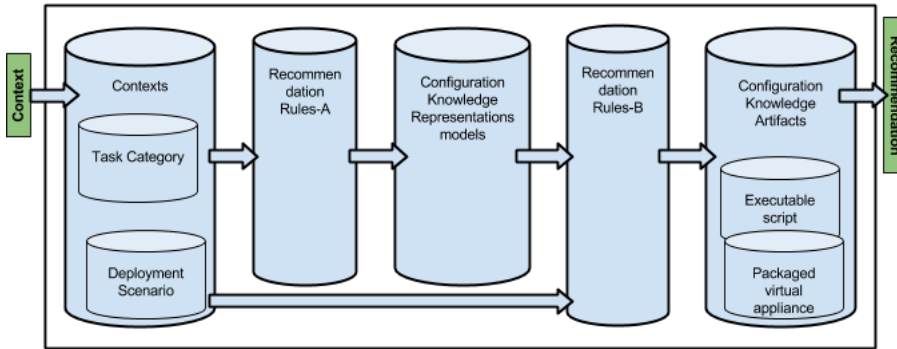 Context
Contexts
Task Category
Deployment
Scenario
Recommen
dation
Rules-A
Configuration
Knowledge
Representations
models
Recommen
dation
Rules-B
Configuration
Knowledge
Artifacts
Executable
script
Packaged
virtual
appliance
Recommendation